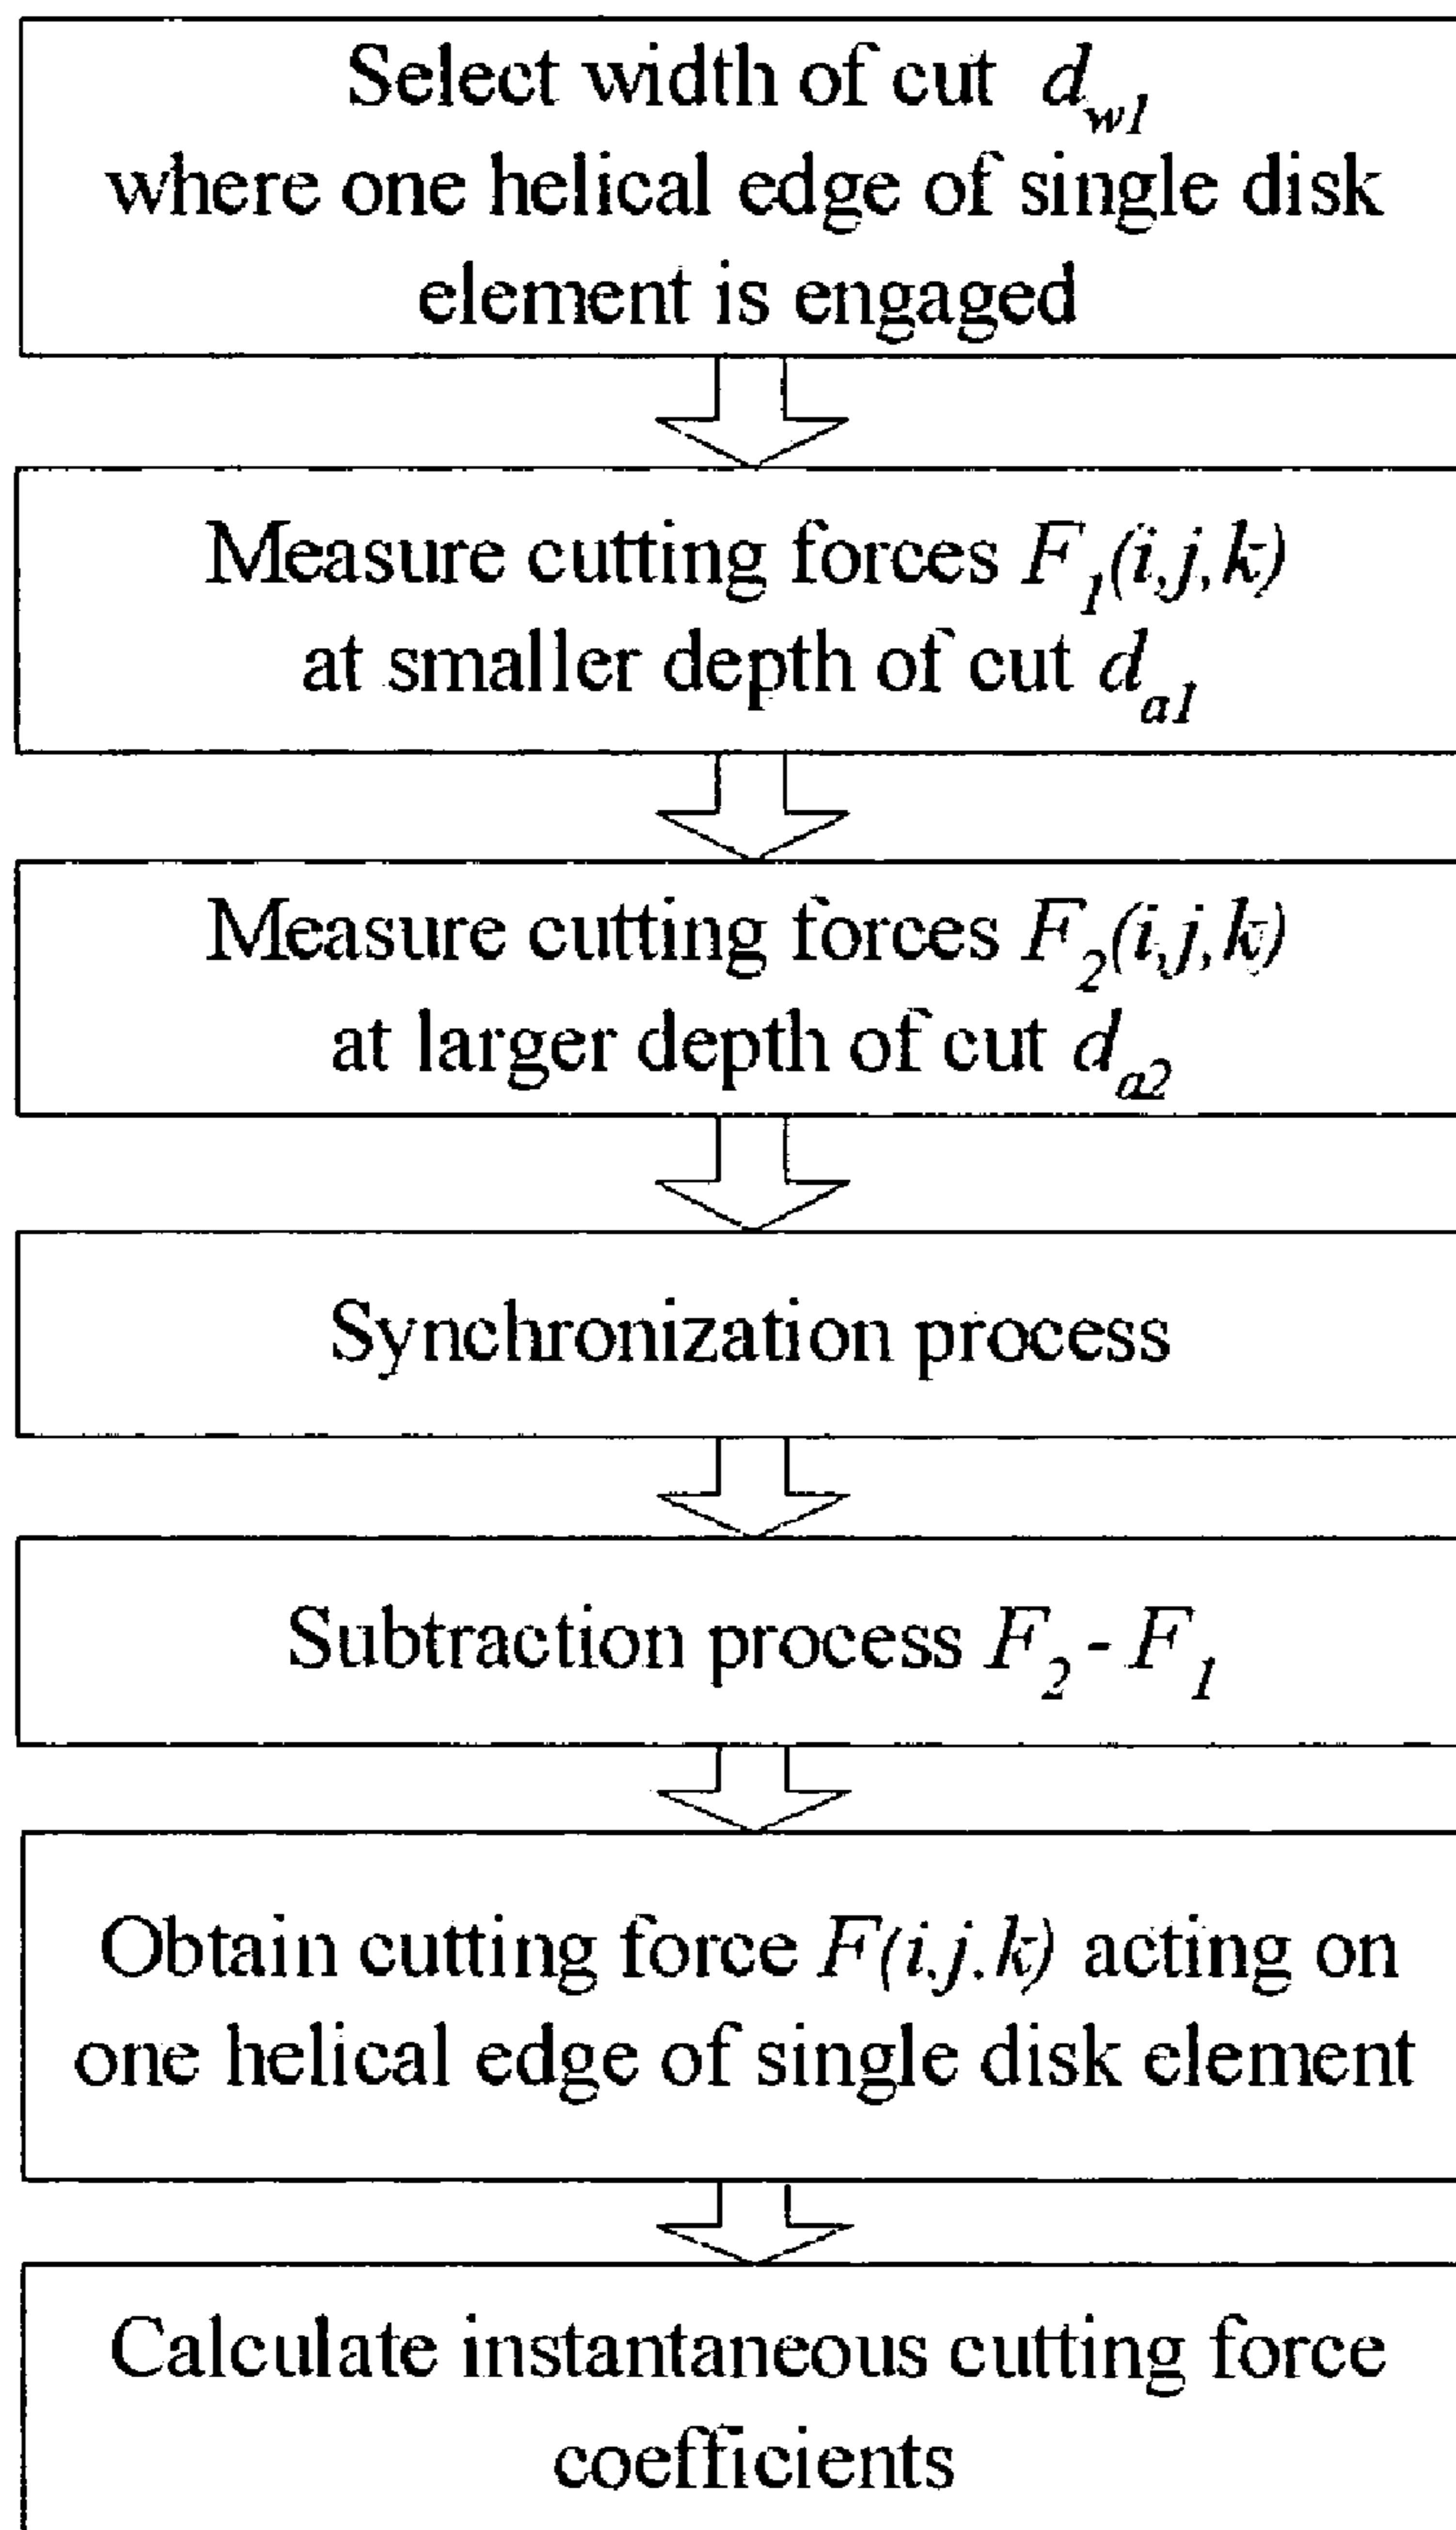 Select width of cut d_w1
where one helical edge of single disk
element is engaged
Measure cutting forces F_1(i,j,k)
at smaller depth of cut d_a1
Measure cutting forces F_2(i,j,k)
at larger depth of cut d_a2
Synchronization process
Subtraction process F_2 - F_1
Obtain cutting force F(i,j,k) acting on
one helical edge of single disk element
Calculate instantaneous cutting force
coefficients